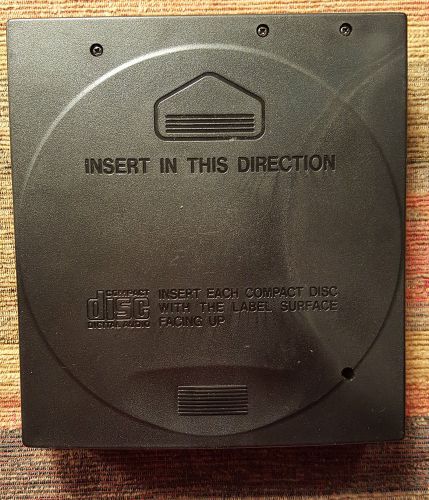 INSERT IN THIS DIRECTION
COMPACT
disc
DIGITAL AUDIO
INSERT EACH COMPACT DISC
WITH THE LABEL SURFACE
FACING UP